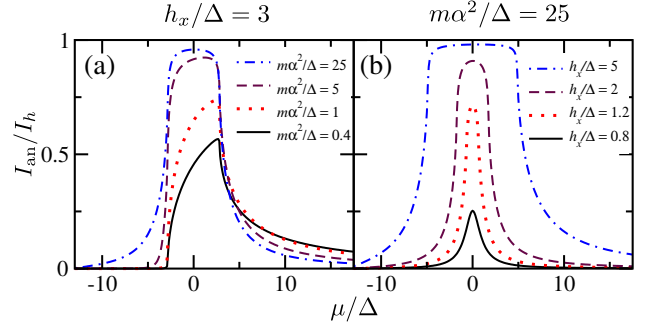 h_x/Δ = 3
mα²/Δ = 25
(a)
mα²/Δ = 25
mα²/Δ = 5
mα²/Δ = 1
mα²/Δ = 0.4
(b)
h_x/Δ = 5
h_x/Δ = 2
h_x/Δ = 1.2
h_x/Δ = 0.8
I_an/I_h
1
0.5
0
-10 0 10
-10 0 10
μ/Δ